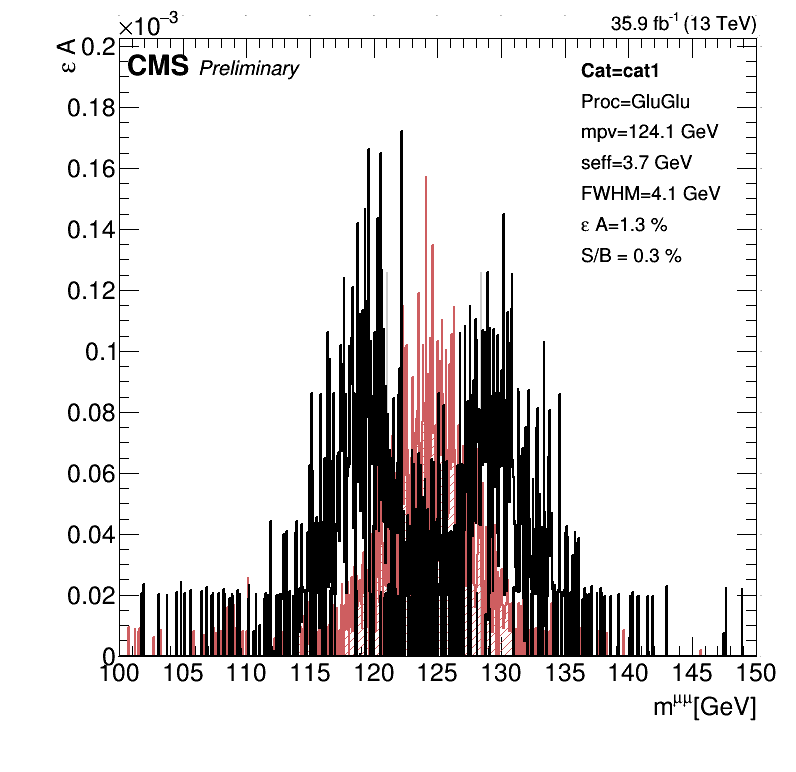 ×10⁻³
35.9 fb⁻¹ (13 TeV)
ε A
CMS Preliminary
Cat=cat1
Proc=GluGlu
mpv=124.1 GeV
seff=3.7 GeV
FWHM=4.1 GeV
ε A=1.3 %
S/B = 0.3 %
0.2
0.18
0.16
0.14
0.12
0.1
0.08
0.06
0.04
0.02
0
100 105 110 115 120 125 130 135 140 145 150
m^μμ[GeV]